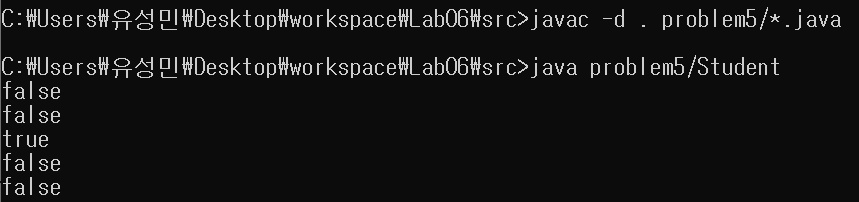 C:₩Users₩유성민₩Desktop₩workspace₩Lab06₩src>javac -d . problem5/*.java
C:₩Users₩유성민₩Desktop₩workspace₩Lab06₩src>java problem5/Student
false
false
true
false
false